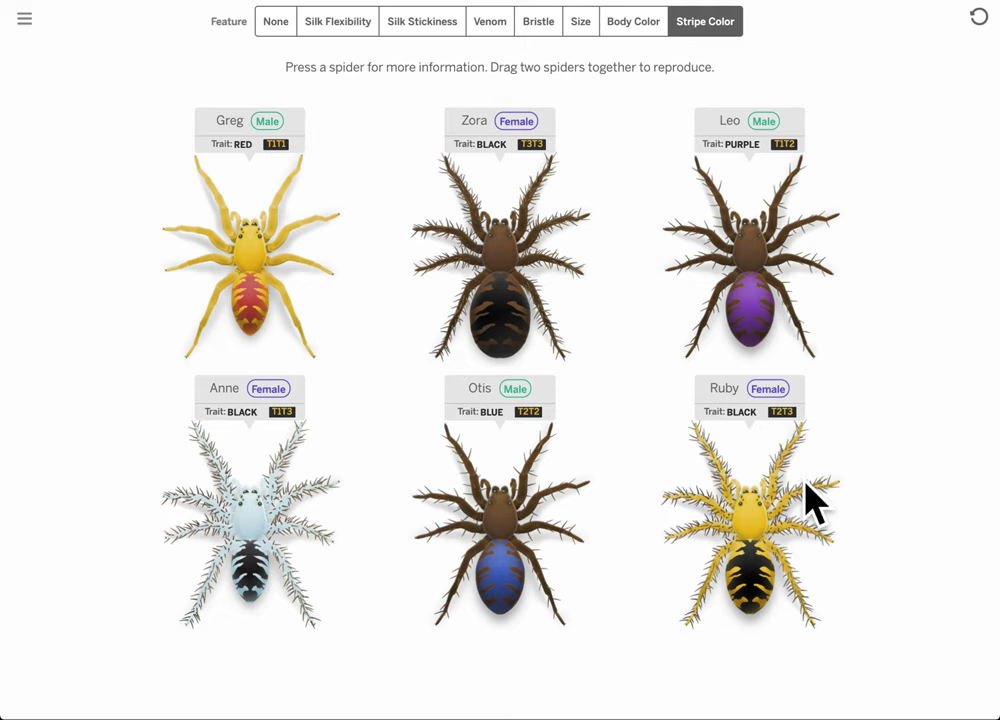 Feature None Silk Flexibility Silk Stickiness Venom Bristle Size Body Color Stripe Color
Press a spider for more information. Drag two spiders together to reproduce.
Greg Male
Trait: RED T1T1
Zora Female
Trait: BLACK T3T3
Leo Male
Trait: PURPLE T1T2
Anne Female
Trait: BLACK T1T3
Otis Male
Trait: BLUE T2T2
Ruby Female
Trait: BLACK T2T3